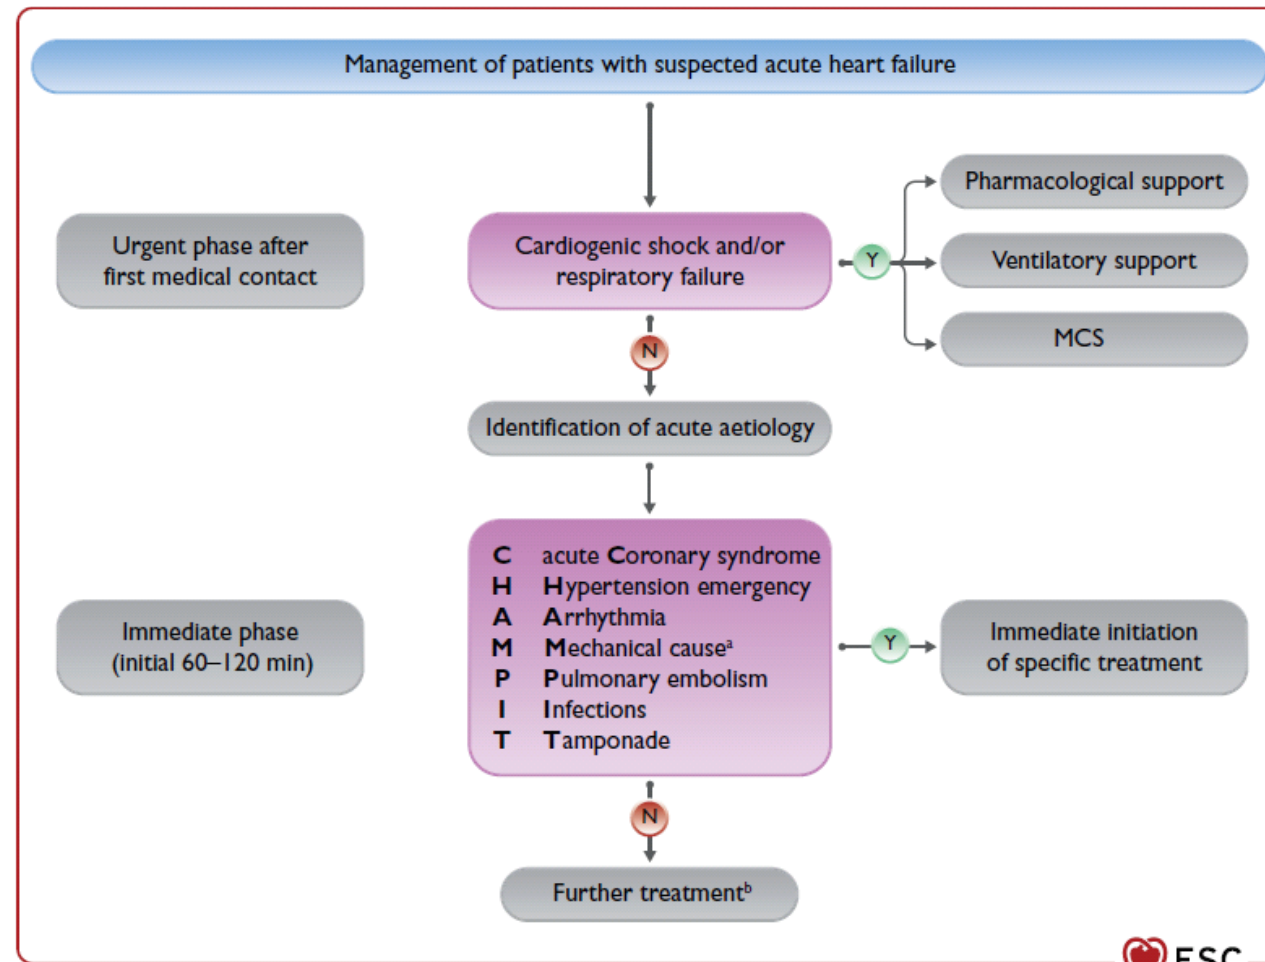 Management of patients with suspected acute heart failure
Pharmacological support
Urgent phase after
first medical contact
Cardiogenic shock and/or
respiratory failure
Y
Ventilatory support
MCS
N
Identification of acute aetiology
C acute Coronary syndrome
H Hypertension emergency
A Arrhythmia
M Mechanical causeᵃ
P Pulmonary embolism
I Infections
T Tamponade
Immediate phase
(initial 60–120 min)
Y
Immediate initiation
of specific treatment
N
Further treatmentᵇ
ESC